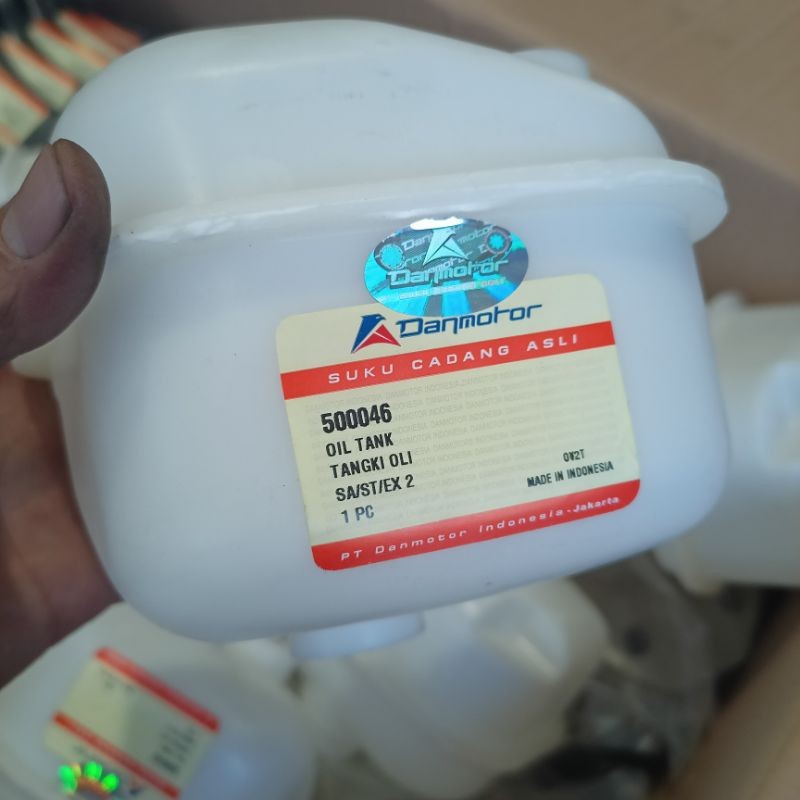 Danmotor
Danmotor
Danmotor
SUKU CADANG ASLI
500046
OIL TANK
TANGKI OLI
SA/ST/EX 2
1 PC
0V2T
MADE IN INDONESIA
PT Danmotor Indonesia - Jakarta